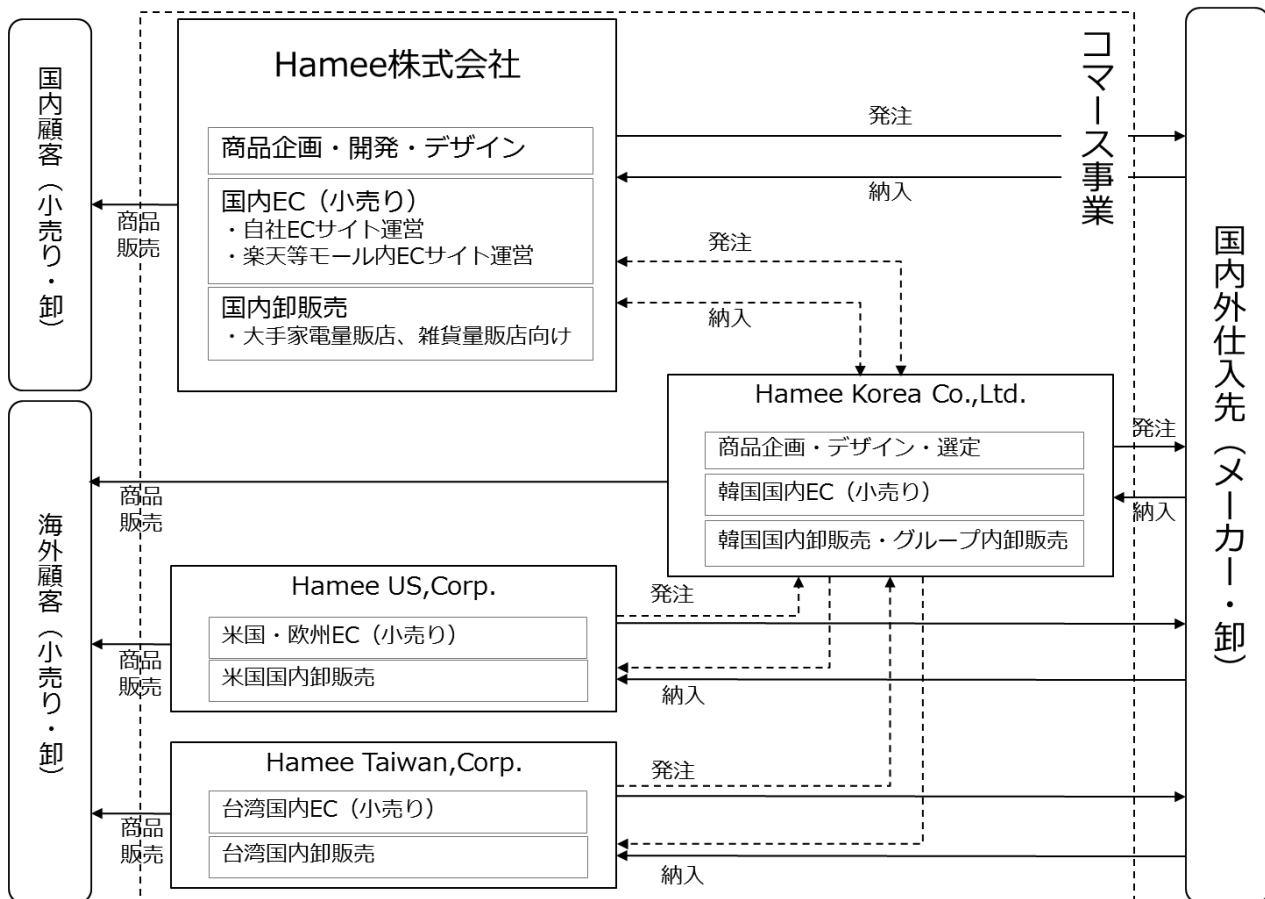 国内顧客（小売り・卸）
海外顧客（小売り・卸）
コマース事業
国内外仕入先（メーカー・卸）
Hamee株式会社
商品企画・開発・デザイン
国内EC（小売り）
・自社ECサイト運営
・楽天等モール内ECサイト運営
国内卸販売
・大手家電量販店、雑貨量販店向け
商品
販売
発注
納入
発注
納入
Hamee Korea Co.,Ltd.
商品企画・デザイン・選定
韓国国内EC（小売り）
韓国国内卸販売・グループ内卸販売
発注
納入
商品
販売
Hamee US,Corp.
米国・欧州EC（小売り）
米国国内卸販売
発注
納入
商品
販売
Hamee Taiwan,Corp.
台湾国内EC（小売り）
台湾国内卸販売
発注
納入
商品
販売